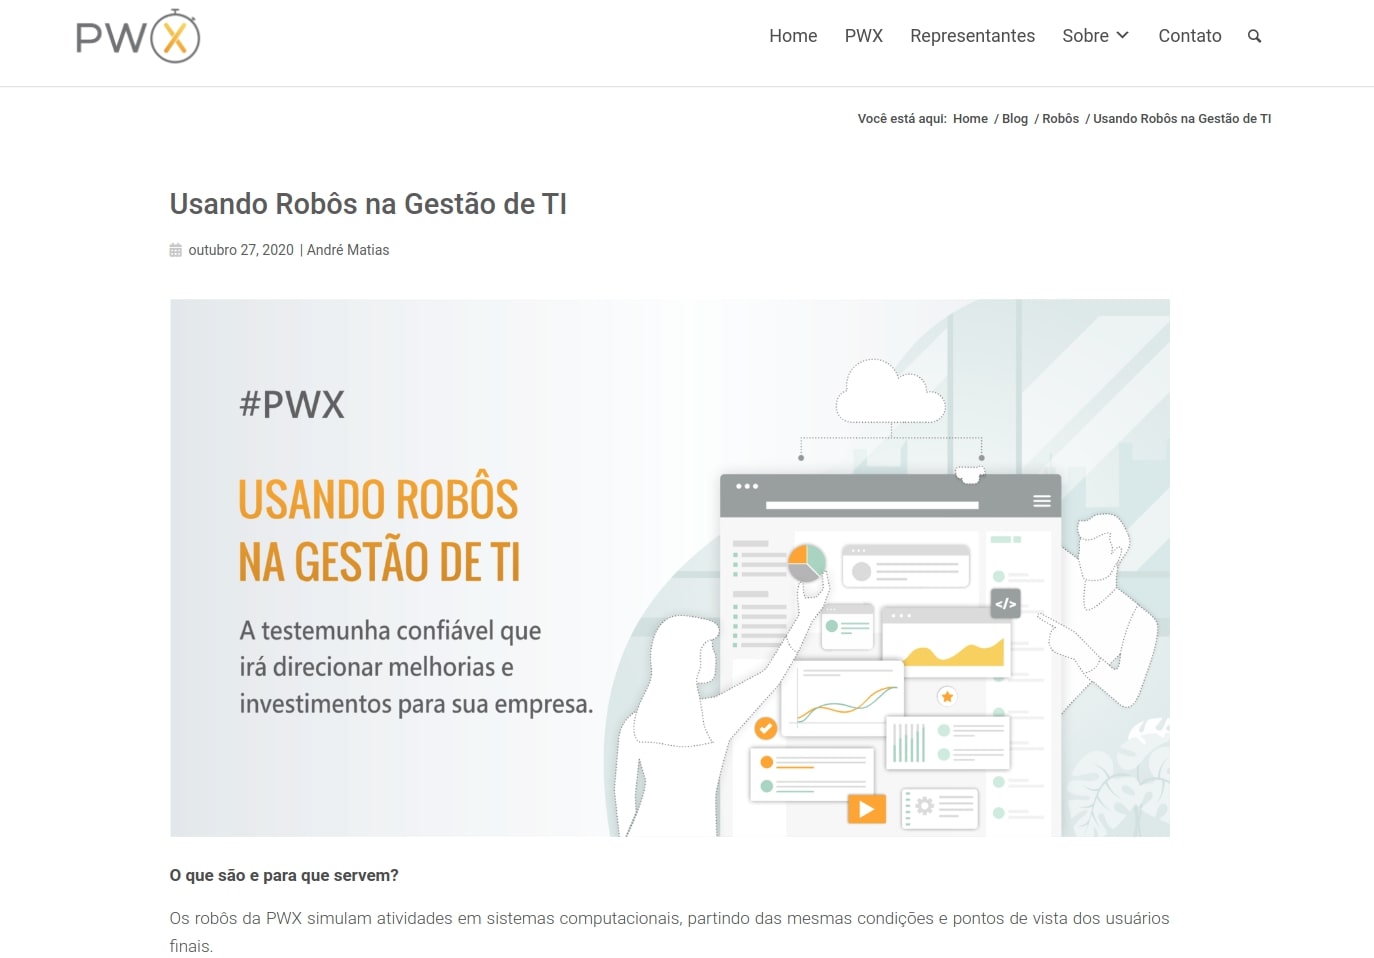 PWX
Home PWX Representantes Sobre Contato
Você está aqui: Home / Blog / Robôs / Usando Robôs na Gestão de TI
Usando Robôs na Gestão de TI
outubro 27, 2020 | André Matias
#PWX
USANDO ROBÔS
NA GESTÃO DE TI
A testemunha confiável que
irá direcionar melhorias e
investimentos para sua empresa.
</>
O que são e para que servem?
Os robôs da PWX simulam atividades em sistemas computacionais, partindo das mesmas condições e pontos de vista dos usuários
finais.